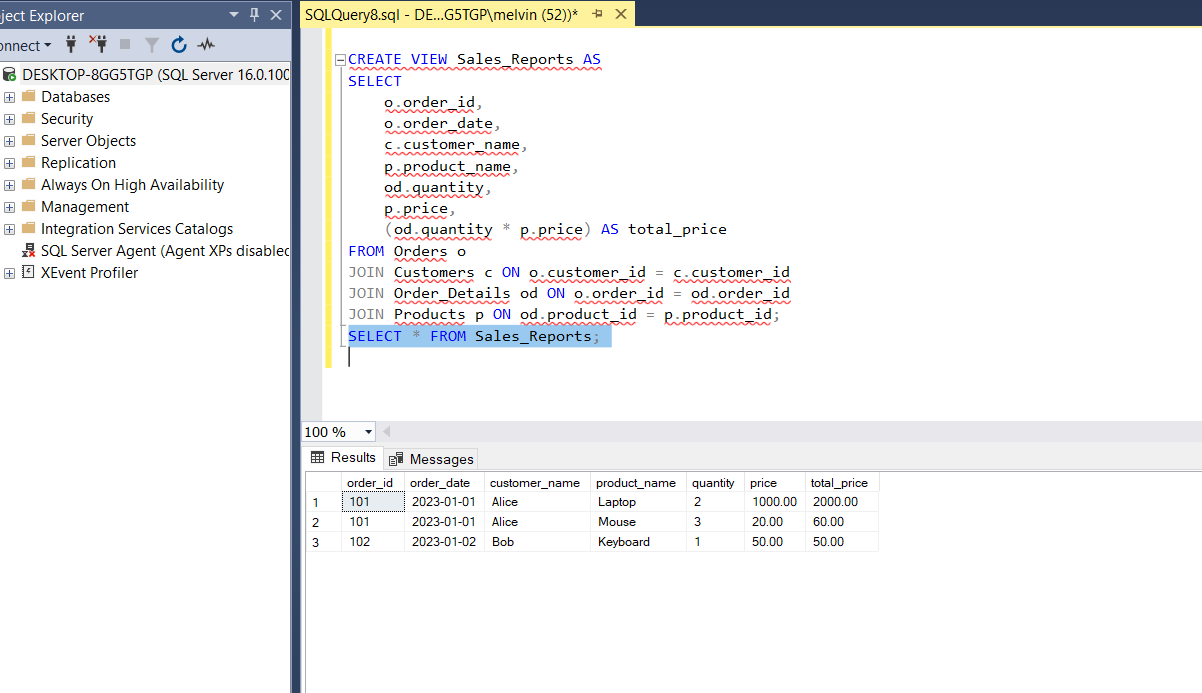 ject Explorer
onnect
DESKTOP-8GG5TGP (SQL Server 16.0.100
Databases
Security
Server Objects
Replication
Always On High Availability
Management
Integration Services Catalogs
SQL Server Agent (Agent XPs disabled
XEvent Profiler
SQLQuery8.sql - DE...G5TGP\melvin (52))*
CREATE VIEW Sales_Reports AS
SELECT
o.order_id,
o.order_date,
c.customer_name,
p.product_name,
od.quantity,
p.price,
(od.quantity * p.price) AS total_price
FROM Orders o
JOIN Customers c ON o.customer_id = c.customer_id
JOIN Order_Details od ON o.order_id = od.order_id
JOIN Products p ON od.product_id = p.product_id;
SELECT * FROM Sales_Reports;
100 %
Results Messages
order_id order_date customer_name product_name quantity price total_price
1 101 2023-01-01 Alice Laptop 2 1000.00 2000.00
2 101 2023-01-01 Alice Mouse 3 20.00 60.00
3 102 2023-01-02 Bob Keyboard 1 50.00 50.00